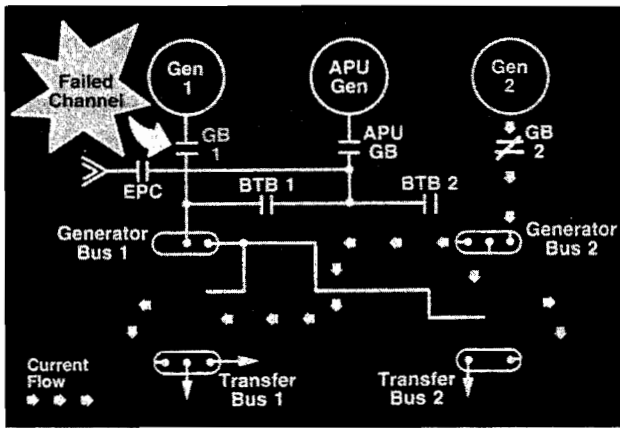 Failed
Channel
Gen
1
APU
Gen
Gen
2
GB
1
APU
GB
GB
2
EPC
BTB 1
BTB 2
Generator
Bus 1
Generator
Bus 2
Current
Flow
Transfer
Bus 1
Transfer
Bus 2